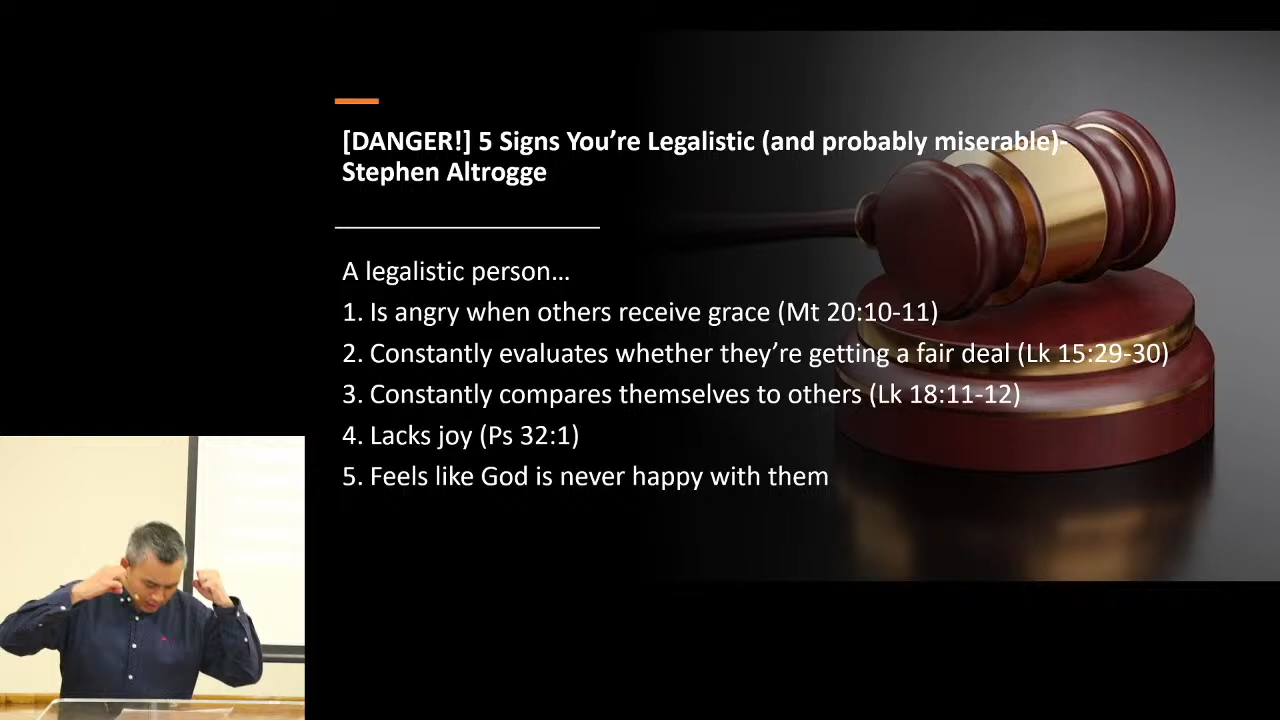 [DANGER!] 5 Signs You’re Legalistic (and probably miserable)-
Stephen Altrogge
A legalistic person…
1. Is angry when others receive grace (Mt 20:10-11)
2. Constantly evaluates whether they’re getting a fair deal (Lk 15:29-30)
3. Constantly compares themselves to others (Lk 18:11-12)
4. Lacks joy (Ps 32:1)
5. Feels like God is never happy with them